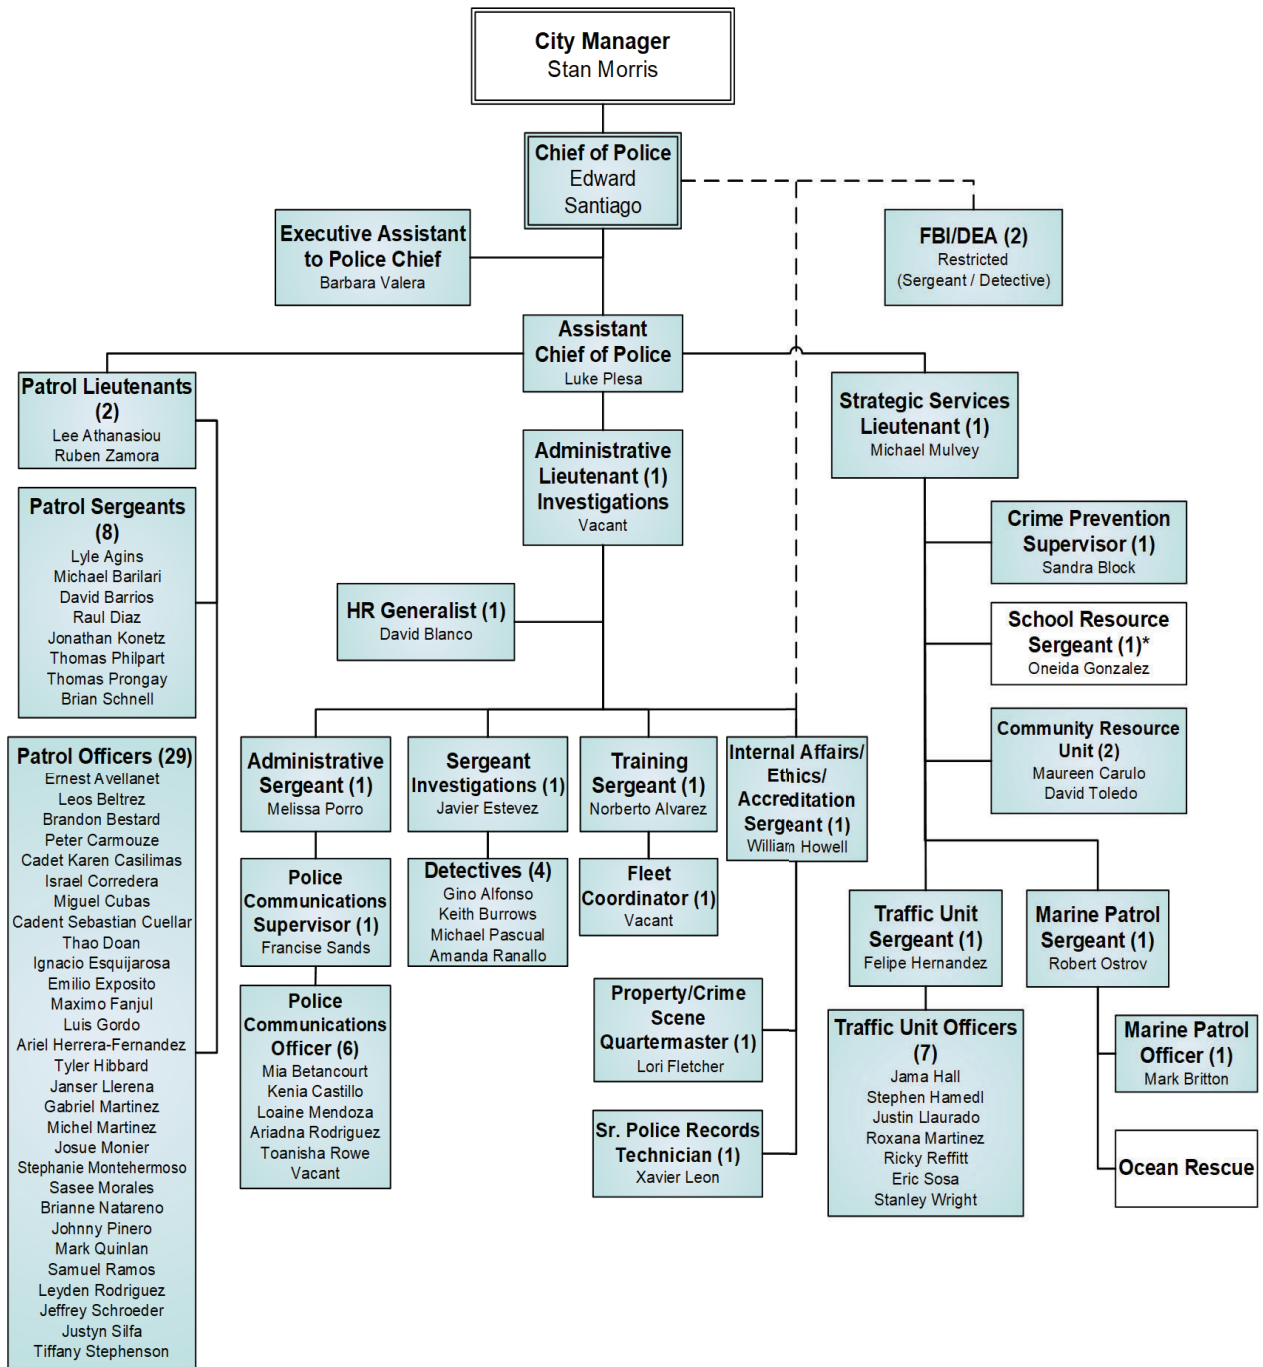 City Manager
Stan Morris
Chief of Police
Edward
Santiago
Executive Assistant
to Police Chief
Barbara Valera
FBI/DEA (2)
Restricted
(Sergeant / Detective)
Assistant
Chief of Police
Luke Plesa
Patrol Lieutenants
(2)
Lee Athanasiou
Ruben Zamora
Strategic Services
Lieutenant (1)
Michael Mulvey
Administrative
Lieutenant (1)
Investigations
Vacant
Patrol Sergeants
(8)
Lyle Agins
Michael Barilari
David Barrios
Raul Diaz
Jonathan Konetz
Thomas Philpart
Thomas Prongay
Brian Schnell
Crime Prevention
Supervisor (1)
Sandra Block
HR Generalist (1)
David Blanco
School Resource
Sergeant (1)*
Oneida Gonzalez
Community Resource
Unit (2)
Maureen Carulo
David Toledo
Patrol Officers (29)
Ernest Avellanet
Leos Beltrez
Brandon Bestard
Peter Carmouze
Cadet Karen Casilimas
Israel Corredera
Miguel Cubas
Cadent Sebastian Cuellar
Thao Doan
Ignacio Esquijarosa
Emilio Exposito
Maximo Fanjul
Luis Gordo
Ariel Herrera-Fernandez
Tyler Hibbard
Janser Llerena
Gabriel Martinez
Michel Martinez
Josue Monier
Stephanie Montehermoso
Sasee Morales
Brianne Natareno
Johnny Pinero
Mark Quinlan
Samuel Ramos
Leyden Rodriguez
Jeffrey Schroeder
Justyn Silfa
Tiffany Stephenson
Administrative
Sergeant (1)
Melissa Porro
Sergeant
Investigations (1)
Javier Estevez
Training
Sergeant (1)
Norberto Alvarez
Internal Affairs/
Ethics/
Accreditation
Sergeant (1)
William Howell
Police
Communications
Supervisor (1)
Francise Sands
Detectives (4)
Gino Alfonso
Keith Burrows
Michael Pascual
Amanda Ranallo
Fleet
Coordinator (1)
Vacant
Traffic Unit
Sergeant (1)
Felipe Hernandez
Marine Patrol
Sergeant (1)
Robert Ostrov
Police
Communications
Officer (6)
Mia Betancourt
Kenia Castillo
Loaine Mendoza
Ariadna Rodriguez
Toanisha Rowe
Vacant
Property/Crime
Scene
Quartermaster (1)
Lori Fletcher
Traffic Unit Officers
(7)
Jama Hall
Stephen Hamedl
Justin Llaurado
Roxana Martinez
Ricky Reffitt
Eric Sosa
Stanley Wright
Marine Patrol
Officer (1)
Mark Britton
Sr. Police Records
Technician (1)
Xavier Leon
Ocean Rescue